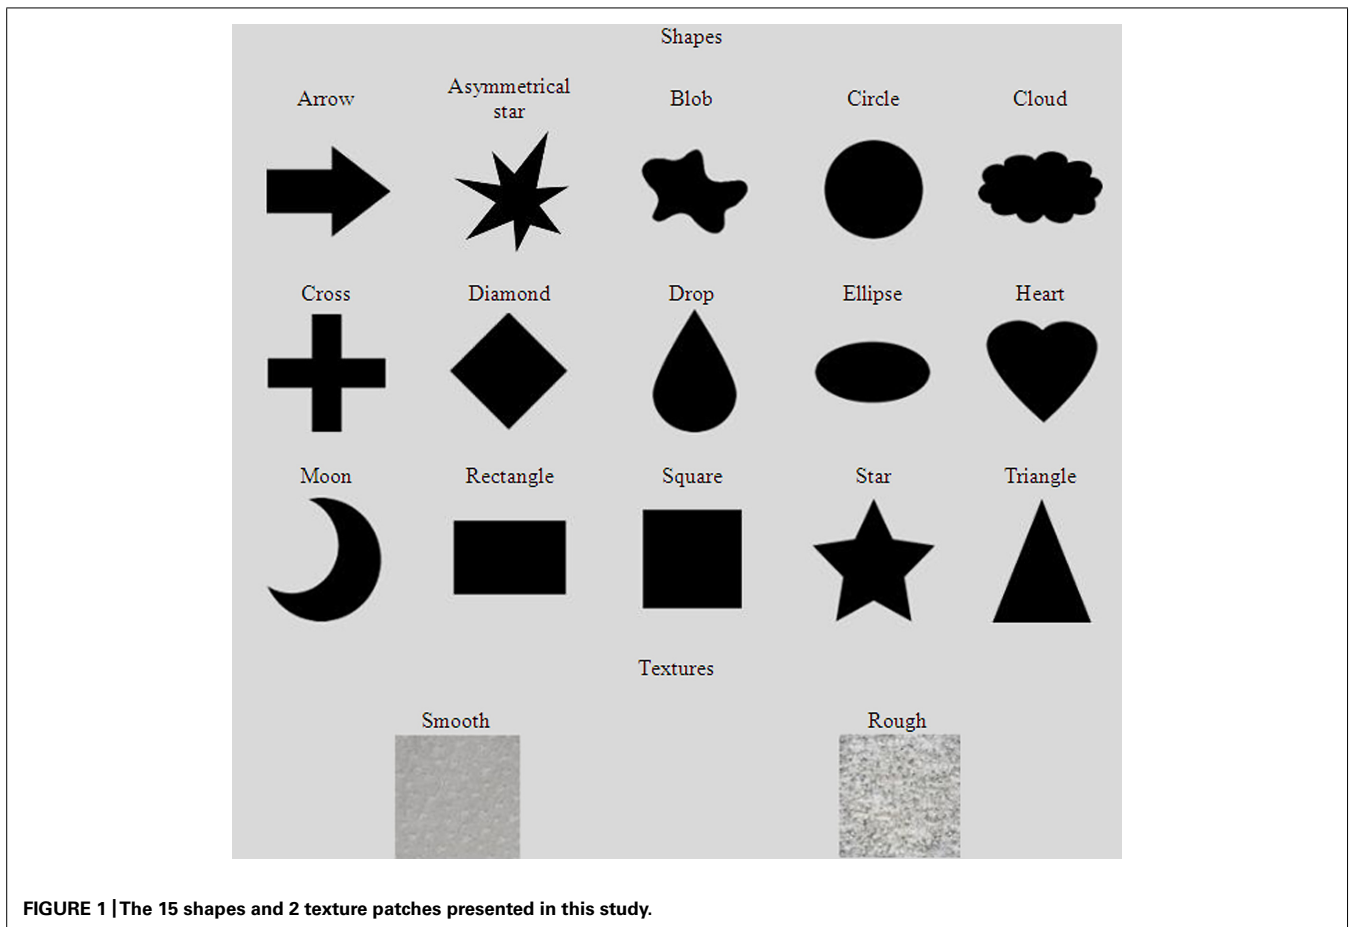 Shapes
Arrow
Asymmetrical
star
Blob
Circle
Cloud
Cross
Diamond
Drop
Ellipse
Heart
Moon
Rectangle
Square
Star
Triangle
Textures
Smooth
Rough
FIGURE 1 | The 15 shapes and 2 texture patches presented in this study.